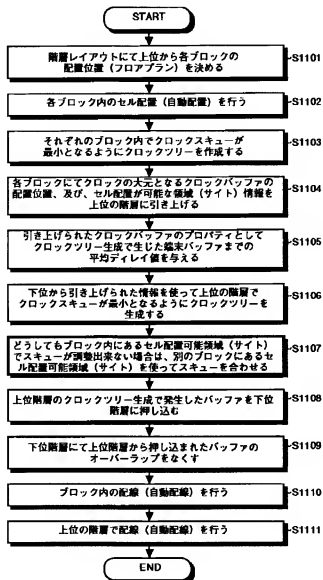 START
階層レイアウトにて上位から各ブロックの
配置位置（フロアプラン）を決める
S1101
各ブロック内のセル配置（自動配置）を行う
S1102
それぞれのブロック内でクロックスキューが
最小となるようにクロックツリーを作成する
S1103
各ブロックにてクロックの大元となるクロックバッファの
配置位置、及び、セル配置が可能な領域（サイト）情報を
上位の階層に引き上げる
S1104
引き上げられたクロックバッファのプロパティとして
クロックツリー生成で生じた端末バッファまでの
平均ディレイ値を与える
S1105
下位から引き上げられた情報を使って上位の階層で
クロックスキューが最小となるようにクロックツリーを
生成する
S1106
どうしてもブロック内にあるセル配置可能領域（サイト）
でスキューが調整出来ない場合は、別のブロックにあるセ
ル配置可能領域（サイト）を使ってスキューを合わせる
S1107
上位階層のクロックツリー生成で発生したバッファを下位
階層に押し込む
S1108
下位階層にて上位階層から押し込まれたバッファの
オーバーラップをなくす
S1109
ブロック内の配線（自動配線）を行う
S1110
上位の階層で配線（自動配線）を行う
S1111
END